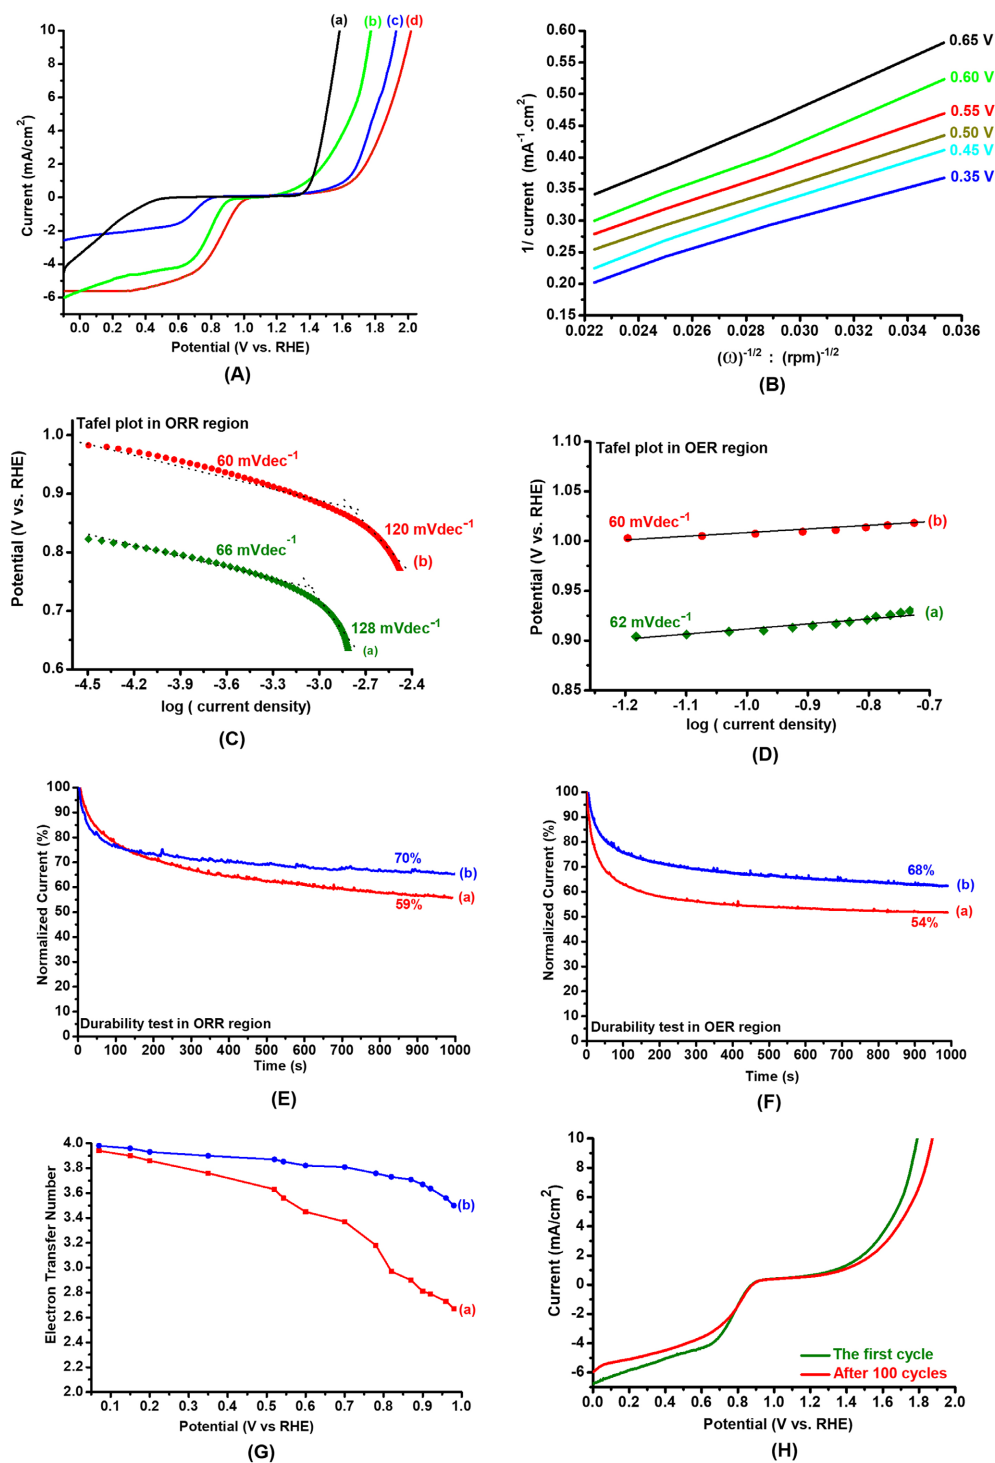 (a) (b) (c) (d)
10
8
6
4
2
0
-2
-4
-6
Current (mA/cm2)
0.0 0.2 0.4 0.6 0.8 1.0 1.2 1.4 1.6 1.8 2.0
Potential (V vs. RHE)
(A)
0.60
0.55
0.50
0.45
0.40
0.35
0.30
0.25
0.20
0.15
1/ current (mA-1.cm2)
0.65 V
0.60 V
0.55 V
0.50 V
0.45 V
0.35 V
0.022 0.024 0.026 0.028 0.030 0.032 0.034 0.036
(ω)-1/2 : (rpm)-1/2
(B)
Tafel plot in ORR region
1.0
0.9
0.8
0.7
0.6
Potential (V vs. RHE)
60 mVdec-1
120 mVdec-1
(b)
66 mVdec-1
128 mVdec-1
(a)
-4.5 -4.2 -3.9 -3.6 -3.3 -3.0 -2.7 -2.4
log ( current density)
(C)
Tafel plot in OER region
1.10
1.05
1.00
0.95
0.90
0.85
Potential (V vs. RHE)
60 mVdec-1
(b)
62 mVdec-1
(a)
-1.2 -1.1 -1.0 -0.9 -0.8 -0.7
log ( current density)
(D)
100
90
80
70
60
50
40
30
20
10
0
Normalized Current (%)
70%
(b)
59%
(a)
Durability test in ORR region
0 100 200 300 400 500 600 700 800 900 1000
Time (s)
(E)
100
90
80
70
60
50
40
30
20
10
0
Normalized Current (%)
68%
(b)
54%
(a)
Durability test in OER region
0 100 200 300 400 500 600 700 800 900 1000
Time (s)
(F)
4.0
3.8
3.6
3.4
3.2
3.0
2.8
2.6
2.4
2.2
2.0
Electron Transfer Number
(b)
(a)
0.1 0.2 0.3 0.4 0.5 0.6 0.7 0.8 0.9 1.0
Potential (V vs RHE)
(G)
10
8
6
4
2
0
-2
-4
-6
Current (mA/cm2)
The first cycle
After 100 cycles
0.0 0.2 0.4 0.6 0.8 1.0 1.2 1.4 1.6 1.8 2.0
Potential (V vs. RHE)
(H)